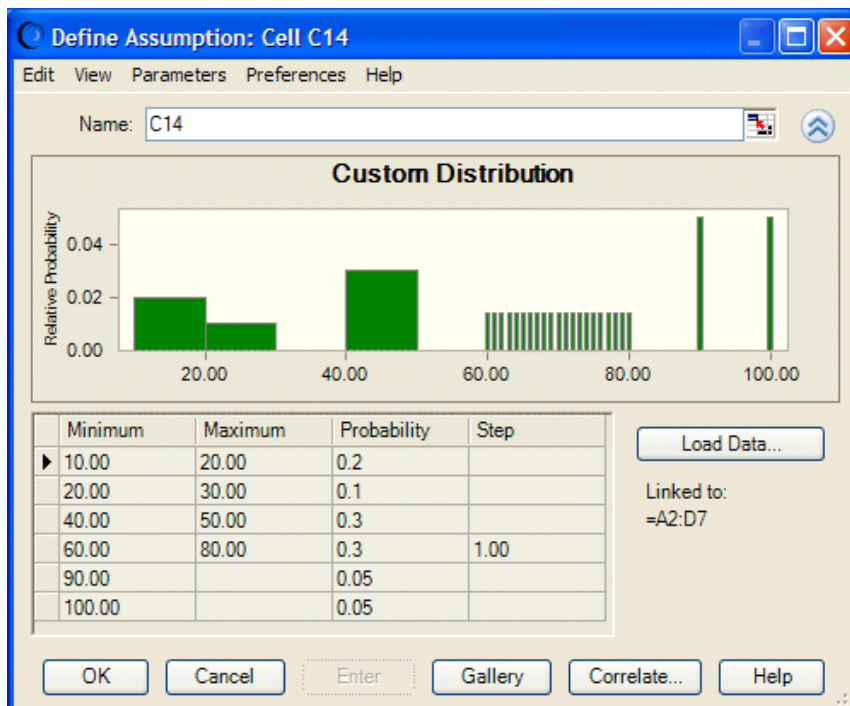 Define Assumption: Cell C14
Edit View Parameters Preferences Help
Name: C14
Custom Distribution
Relative Probability
0.04
0.02
0.00
20.00 40.00 60.00 80.00 100.00
Minimum Maximum Probability Step
10.00 20.00 0.2
20.00 30.00 0.1
40.00 50.00 0.3
60.00 80.00 0.3 1.00
90.00 0.05
100.00 0.05
Load Data...
Linked to:
=A2:D7
OK Cancel Enter Gallery Correlate... Help